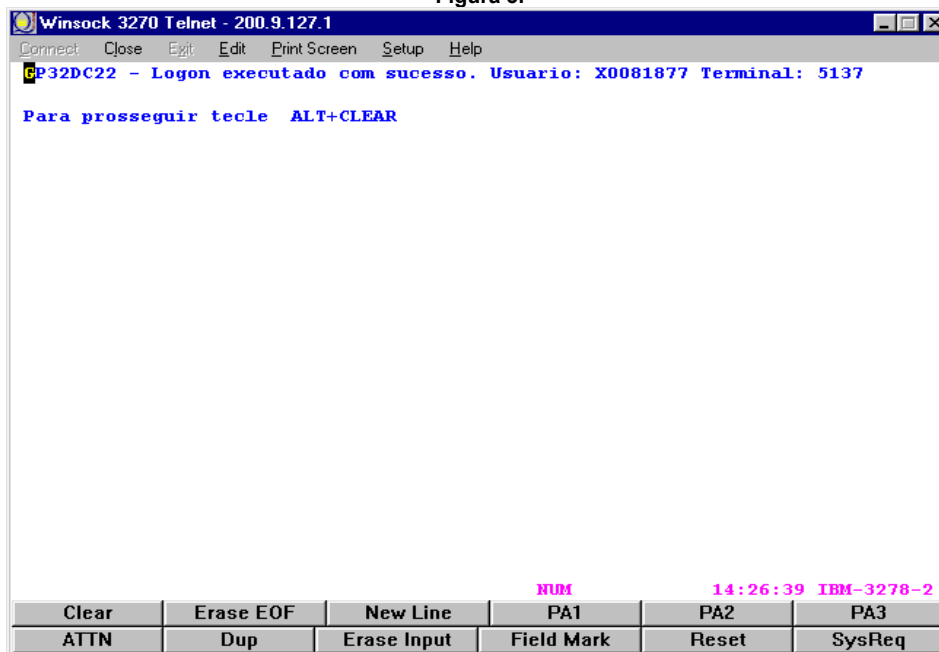 Figura 3.
Winsock 3270 Telnet - 200.9.127.1
Connect Close Exit Edit Print Screen Setup Help
GP32DC22 - Logon executado com sucesso. Usuario: X0081877 Terminal: 5137
Para prosseguir tecle ALT+CLEAR
NUM 14:26:39 IBM-3278-2
Clear Erase EOF New Line PA1 PA2 PA3
ATTN Dup Erase Input Field Mark Reset SysReq